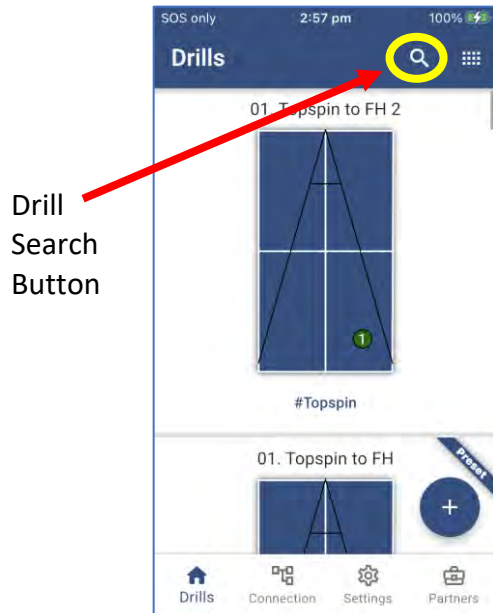 SOS only 2:57 pm 100%
Drills
01. Topspin to FH 2
Drill
Search
Button
1
#Topspin
01. Topspin to FH
Preset
+
Drills Connection Settings Partners